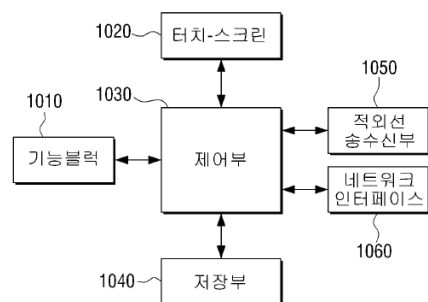 1020
터치-스크린
1030
1050
1010
적외선
송수신부
기능블럭
제어부
네트워크
인터페이스
1060
1040
저장부